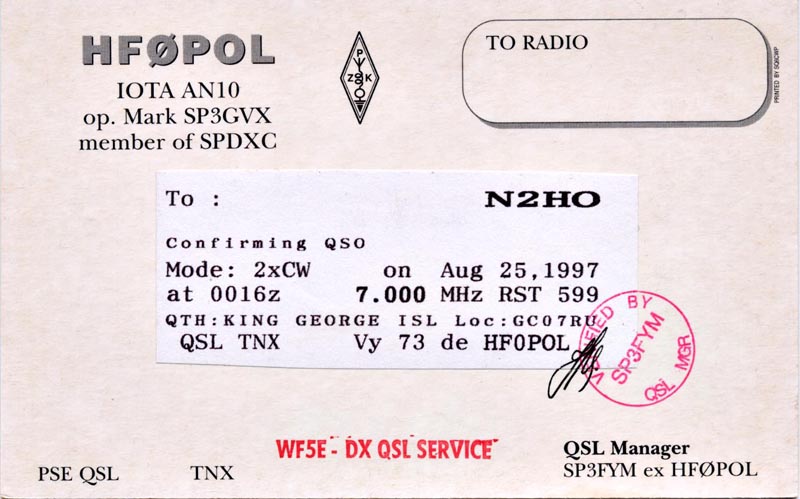 HFØPOL
IOTA AN10
op. Mark SP3GVX
member of SPDXC
P
Z K
TO RADIO
PRINTED BY SQ6CWP
To : N2HO
Confirming QSO
Mode: 2xCW on Aug 25,1997
at 0016z 7.000 MHz RST 599
QTH:KING GEORGE ISL Loc:GC07RU
QSL TNX Vy 73 de HF0POL
VERIFIED BY
SP3FYM
QSL MGR
WF5E - DX QSL SERVICE
PSE QSL TNX
QSL Manager
SP3FYM ex HFØPOL